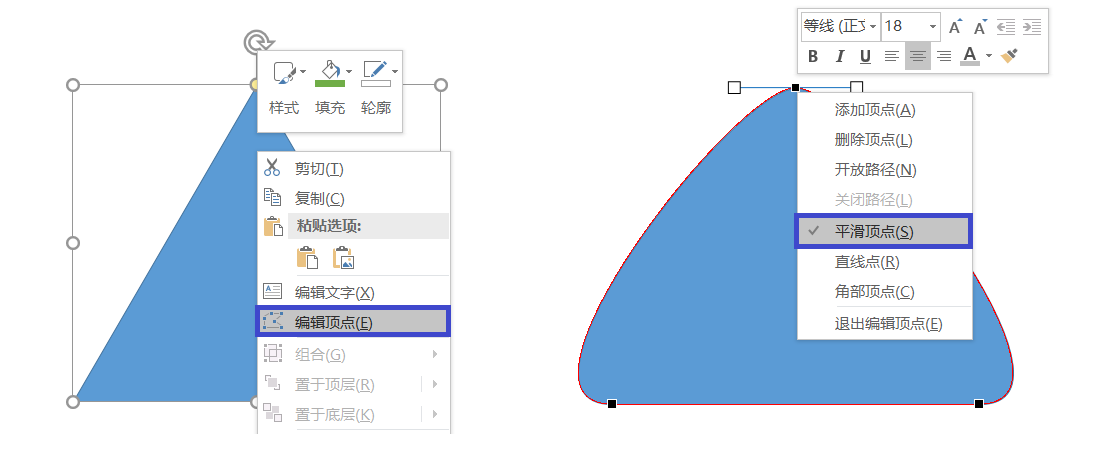 样式 填充 轮廓
剪切(T)
复制(C)
粘贴选项:
编辑文字(X)
编辑顶点(E)
组合(G)
置于顶层(R)
置于底层(K)
等线 (正文 18 A A
B I U A
添加顶点(A)
删除顶点(L)
开放路径(N)
关闭路径(L)
平滑顶点(S)
直线点(R)
角部顶点(C)
退出编辑顶点(E)